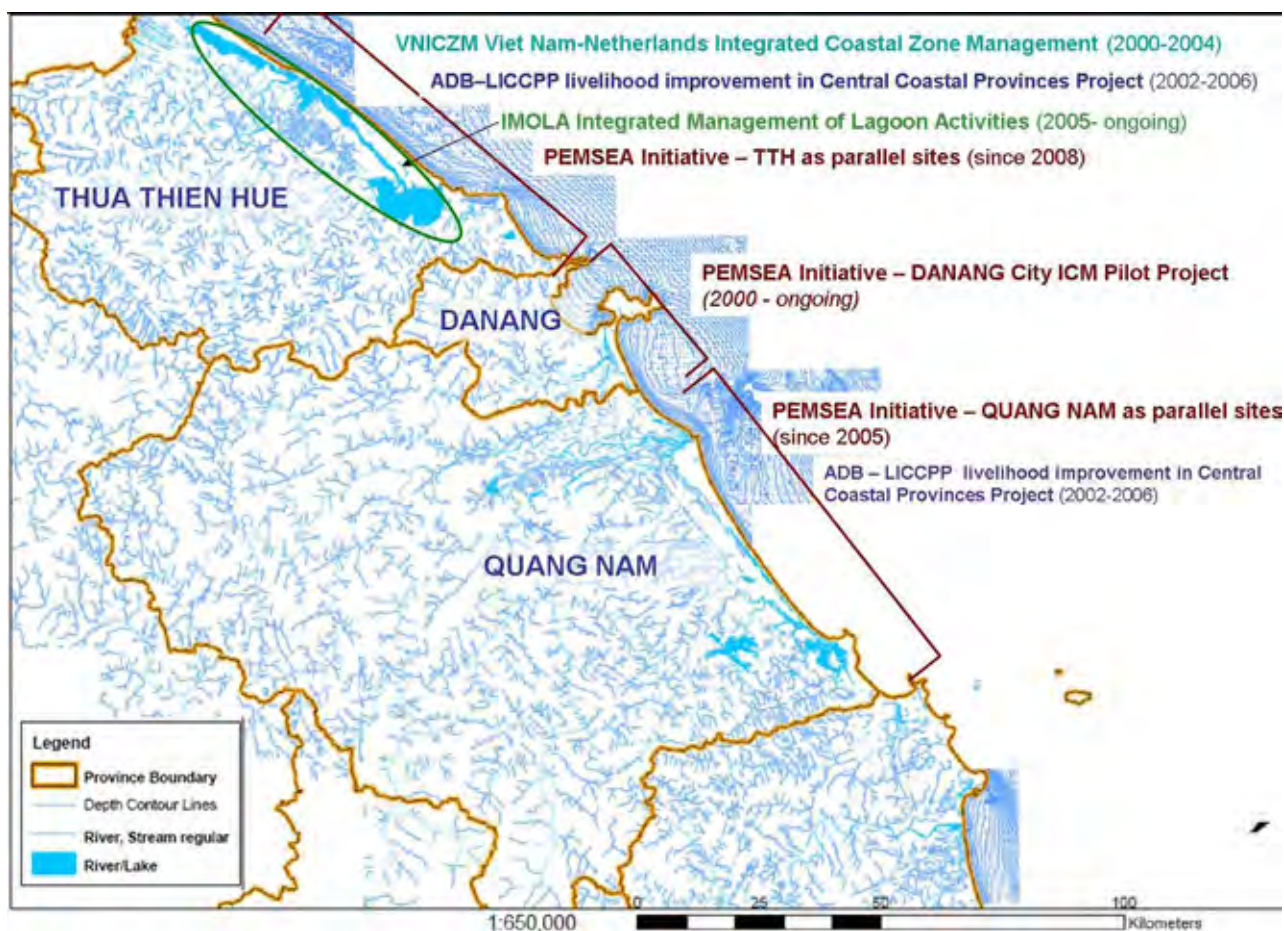 VNICZM Viet Nam-Netherlands Integrated Coastal Zone Management (2000-2004)
ADB–LICCPP livelihood improvement in Central Coastal Provinces Project (2002-2006)
IMOLA Integrated Management of Lagoon Activities (2005- ongoing)
PEMSEA Initiative – TTH as parallel sites (since 2008)
THUA THIEN HUE
PEMSEA Initiative – DANANG City ICM Pilot Project
(2000 - ongoing)
DANANG
PEMSEA Initiative – QUANG NAM as parallel sites
(since 2005)
ADB – LICCPP livelihood improvement in Central
Coastal Provinces Project (2002-2006)
QUANG NAM
Legend
Province Boundary
Depth Contour Lines
River, Stream regular
River/Lake
1:650,000
0 25 50 100
Kilometers